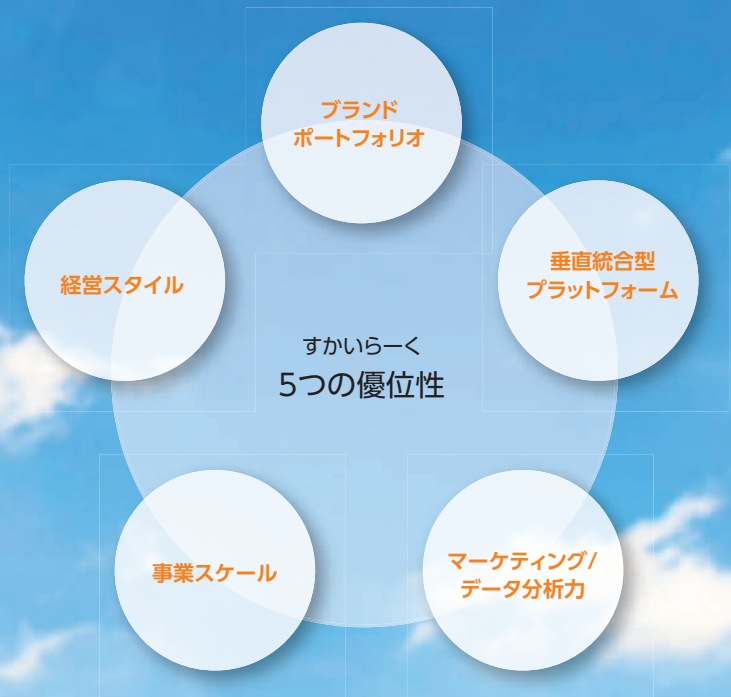 ブランド
ポートフォリオ
経営スタイル
垂直統合型
プラットフォーム
すかいらーく
5つの優位性
事業スケール
マーケティング/
データ分析力